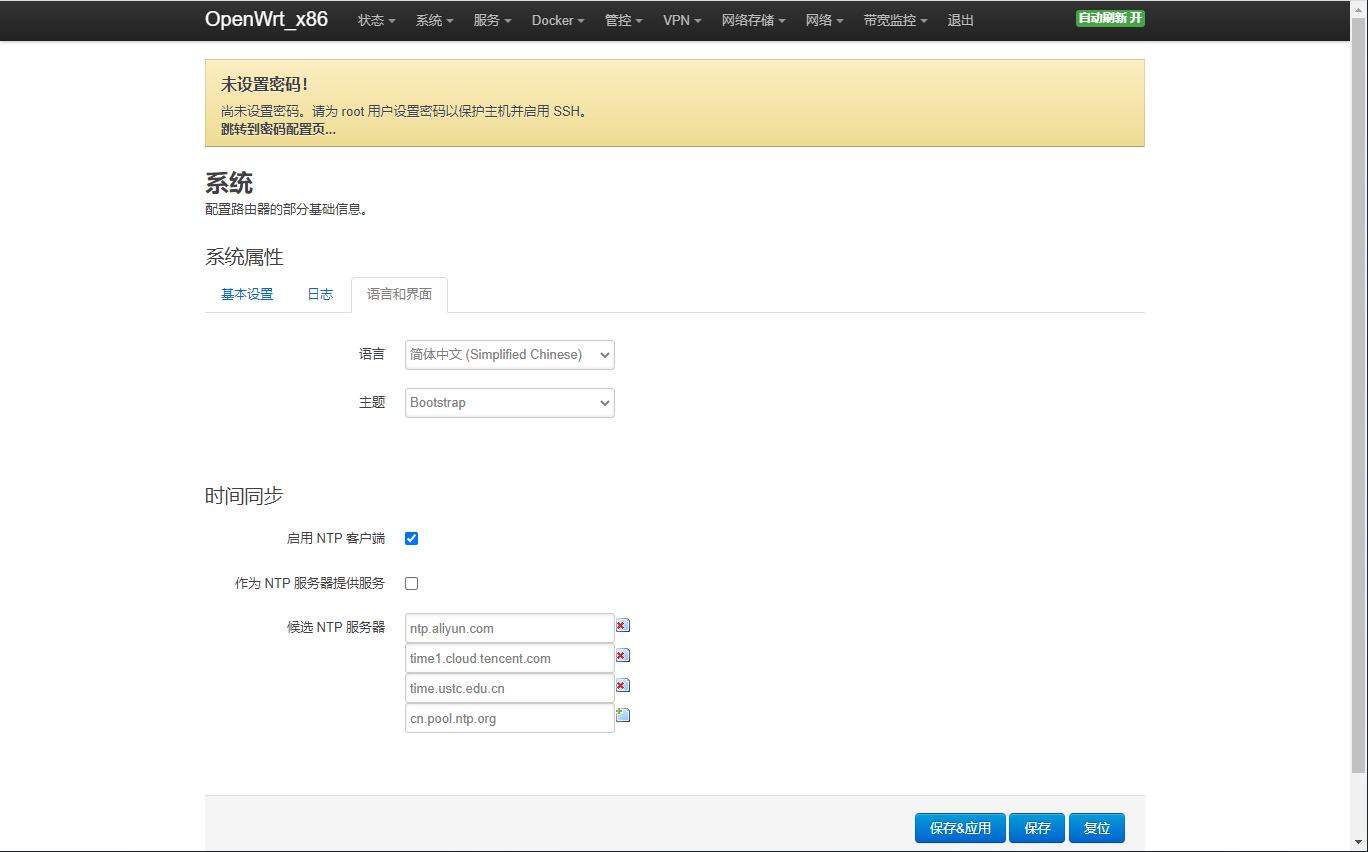 OpenWrt_x86 状态 系统 服务 Docker 管控 VPN 网络存储 网络 带宽监控 退出 自动刷新 开
未设置密码！
尚未设置密码。请为 root 用户设置密码以保护主机并启用 SSH。
跳转到密码配置页...
系统
配置路由器的部分基础信息。
系统属性
基本设置 日志 语言和界面
语言 简体中文 (Simplified Chinese)
主题 Bootstrap
时间同步
启用 NTP 客户端
作为 NTP 服务器提供服务
候选 NTP 服务器 ntp.aliyun.com
time1.cloud.tencent.com
time.ustc.edu.cn
cn.pool.ntp.org
保存&应用 保存 复位